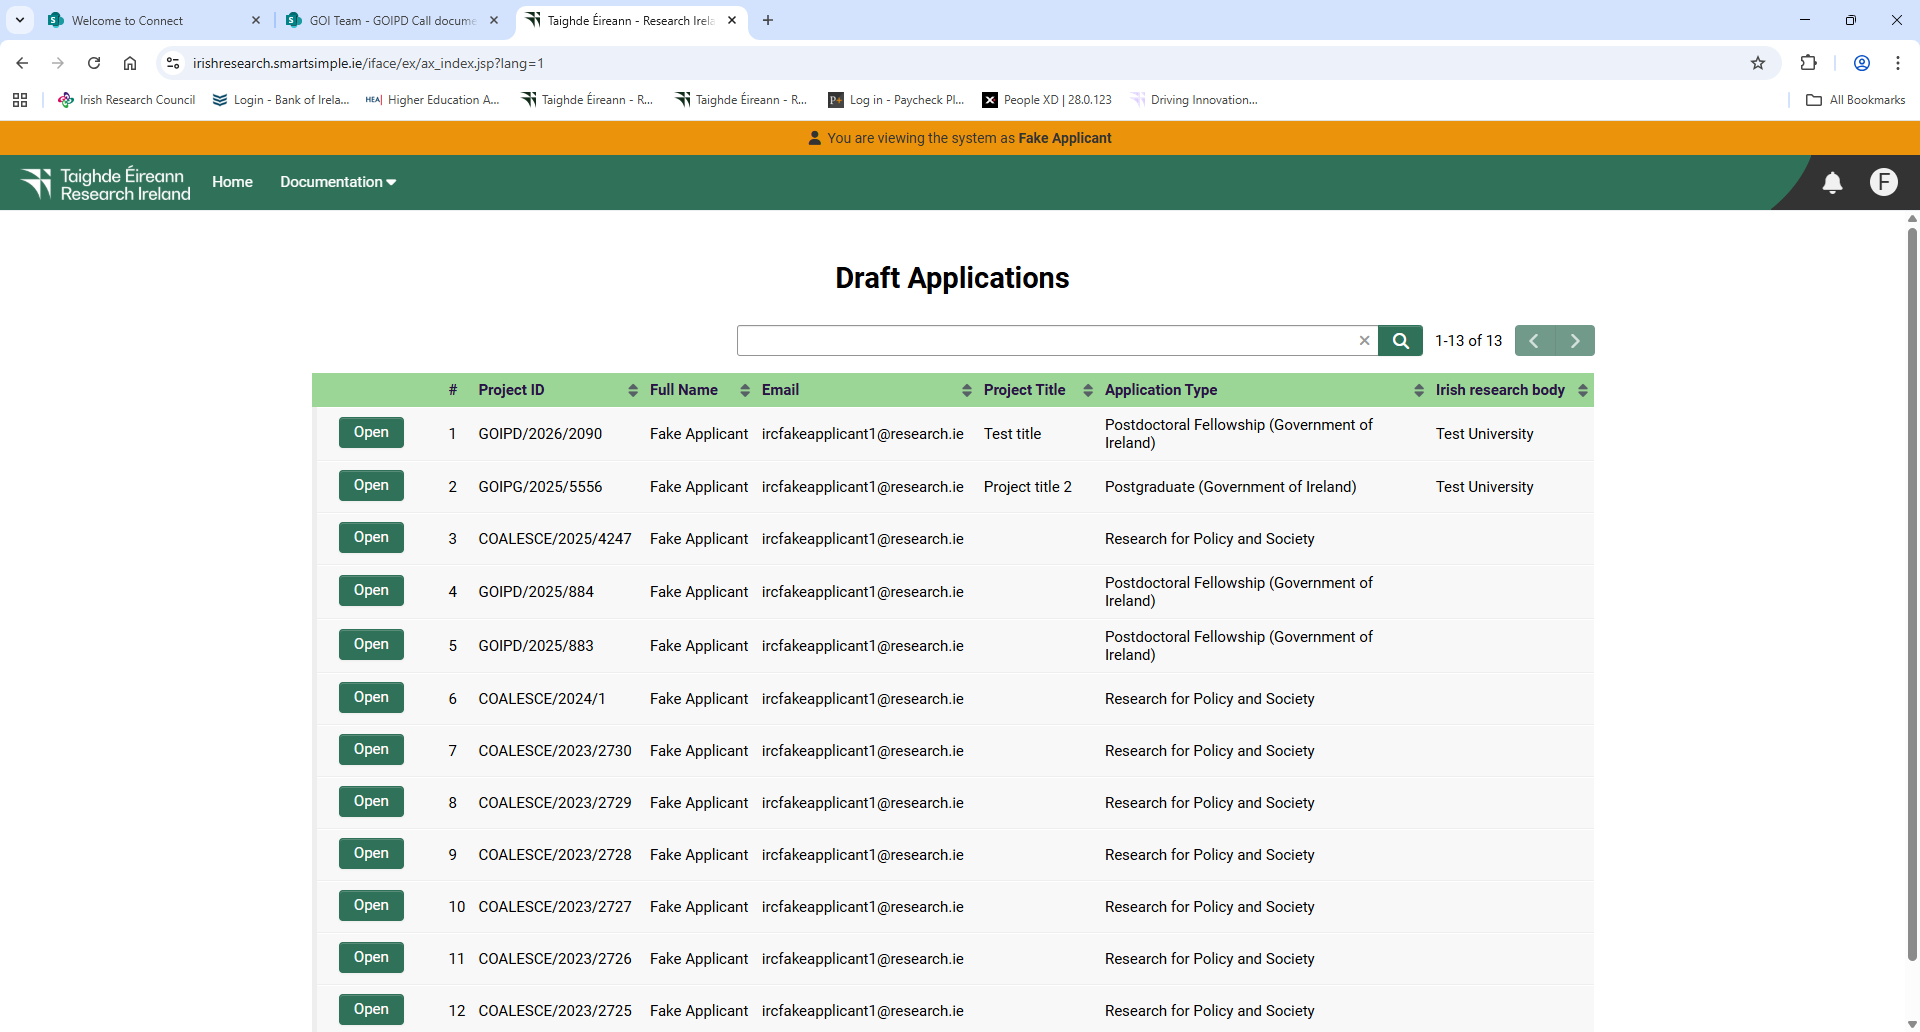 Welcome to Connect
GOI Team - GOIPD Call docume
Taighde Éireann - Research Irela
irishresearch.smartsimple.ie/iface/ex/ax_index.jsp?lang=1
Irish Research Council
Login - Bank of Irela...
HEA Higher Education A...
Taighde Éireann - R...
Taighde Éireann - R...
P+ Log in - Paycheck Pl...
X People XD | 28.0.123
Driving Innovation...
All Bookmarks
You are viewing the system as Fake Applicant
Taighde Éireann
Research Ireland
Home
Documentation
F
Draft Applications
1-13 of 13
# Project ID Full Name Email Project Title Application Type Irish research body
Open 1 GOIPD/2026/2090 Fake Applicant ircfakeapplicant1@research.ie Test title Postdoctoral Fellowship (Government of
Ireland) Test University
Open 2 GOIPG/2025/5556 Fake Applicant ircfakeapplicant1@research.ie Project title 2 Postgraduate (Government of Ireland) Test University
Open 3 COALESCE/2025/4247 Fake Applicant ircfakeapplicant1@research.ie Research for Policy and Society
Open 4 GOIPD/2025/884 Fake Applicant ircfakeapplicant1@research.ie Postdoctoral Fellowship (Government of
Ireland)
Open 5 GOIPD/2025/883 Fake Applicant ircfakeapplicant1@research.ie Postdoctoral Fellowship (Government of
Ireland)
Open 6 COALESCE/2024/1 Fake Applicant ircfakeapplicant1@research.ie Research for Policy and Society
Open 7 COALESCE/2023/2730 Fake Applicant ircfakeapplicant1@research.ie Research for Policy and Society
Open 8 COALESCE/2023/2729 Fake Applicant ircfakeapplicant1@research.ie Research for Policy and Society
Open 9 COALESCE/2023/2728 Fake Applicant ircfakeapplicant1@research.ie Research for Policy and Society
Open 10 COALESCE/2023/2727 Fake Applicant ircfakeapplicant1@research.ie Research for Policy and Society
Open 11 COALESCE/2023/2726 Fake Applicant ircfakeapplicant1@research.ie Research for Policy and Society
Open 12 COALESCE/2023/2725 Fake Applicant ircfakeapplicant1@research.ie Research for Policy and Society